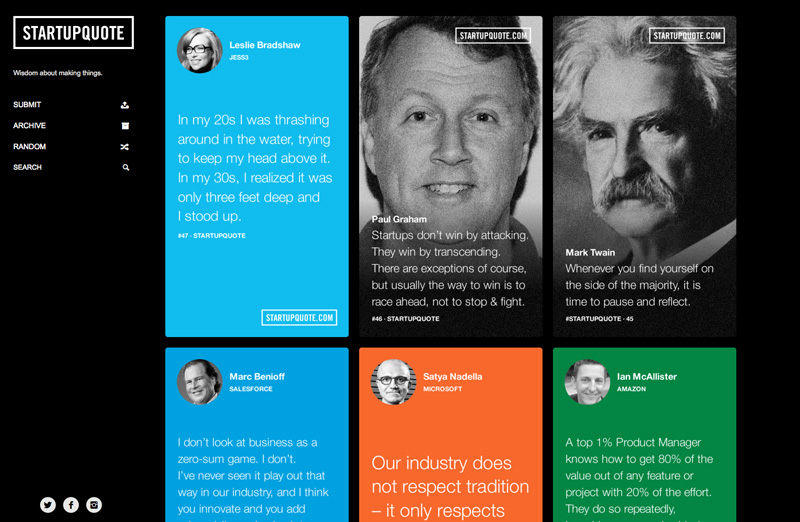 STARTUPQUOTE
Wisdom about making things.
SUBMIT
ARCHIVE
RANDOM
SEARCH
Leslie Bradshaw
JESS3
In my 20s I was thrashing
around in the water, trying
to keep my head above it.
In my 30s, I realized it was
only three feet deep and
I stood up.
#47 · STARTUPQUOTE
STARTUPQUOTE.COM
STARTUPQUOTE.COM
Paul Graham
Startups don't win by attacking.
They win by transcending.
There are exceptions of course,
but usually the way to win is to
race ahead, not to stop & fight.
#46 · STARTUPQUOTE
STARTUPQUOTE.COM
Mark Twain
Whenever you find yourself on
the side of the majority, it is
time to pause and reflect.
#STARTUPQUOTE · 45
Marc Benioff
SALESFORCE
I don't look at business as a
zero-sum game. I don't.
I've never seen it play out that
way in our industry, and I think
you innovate and you add
Satya Nadella
MICROSOFT
Our industry does
not respect tradition
– it only respects
Ian McAllister
AMAZON
A top 1% Product Manager
knows how to get 80% of the
value out of any feature or
project with 20% of the effort.
They do so repeatedly,